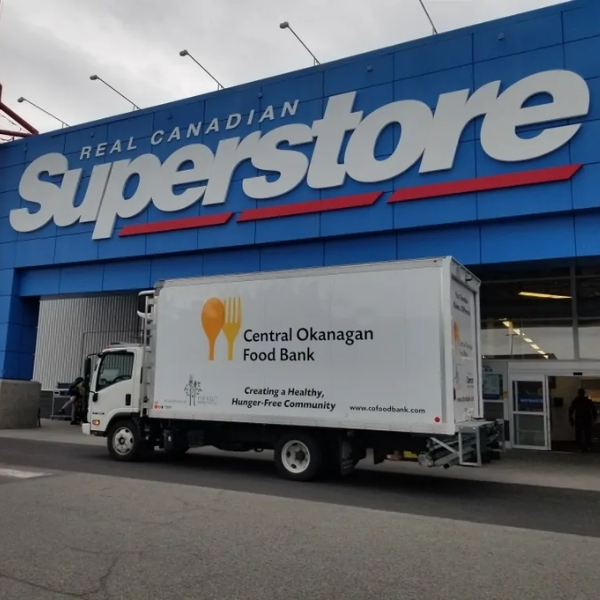 REAL CANADIAN
Superstore
Central Okanagan
Food Bank
Creating a Healthy,
Hunger-Free Community
www.cofoodbank.com